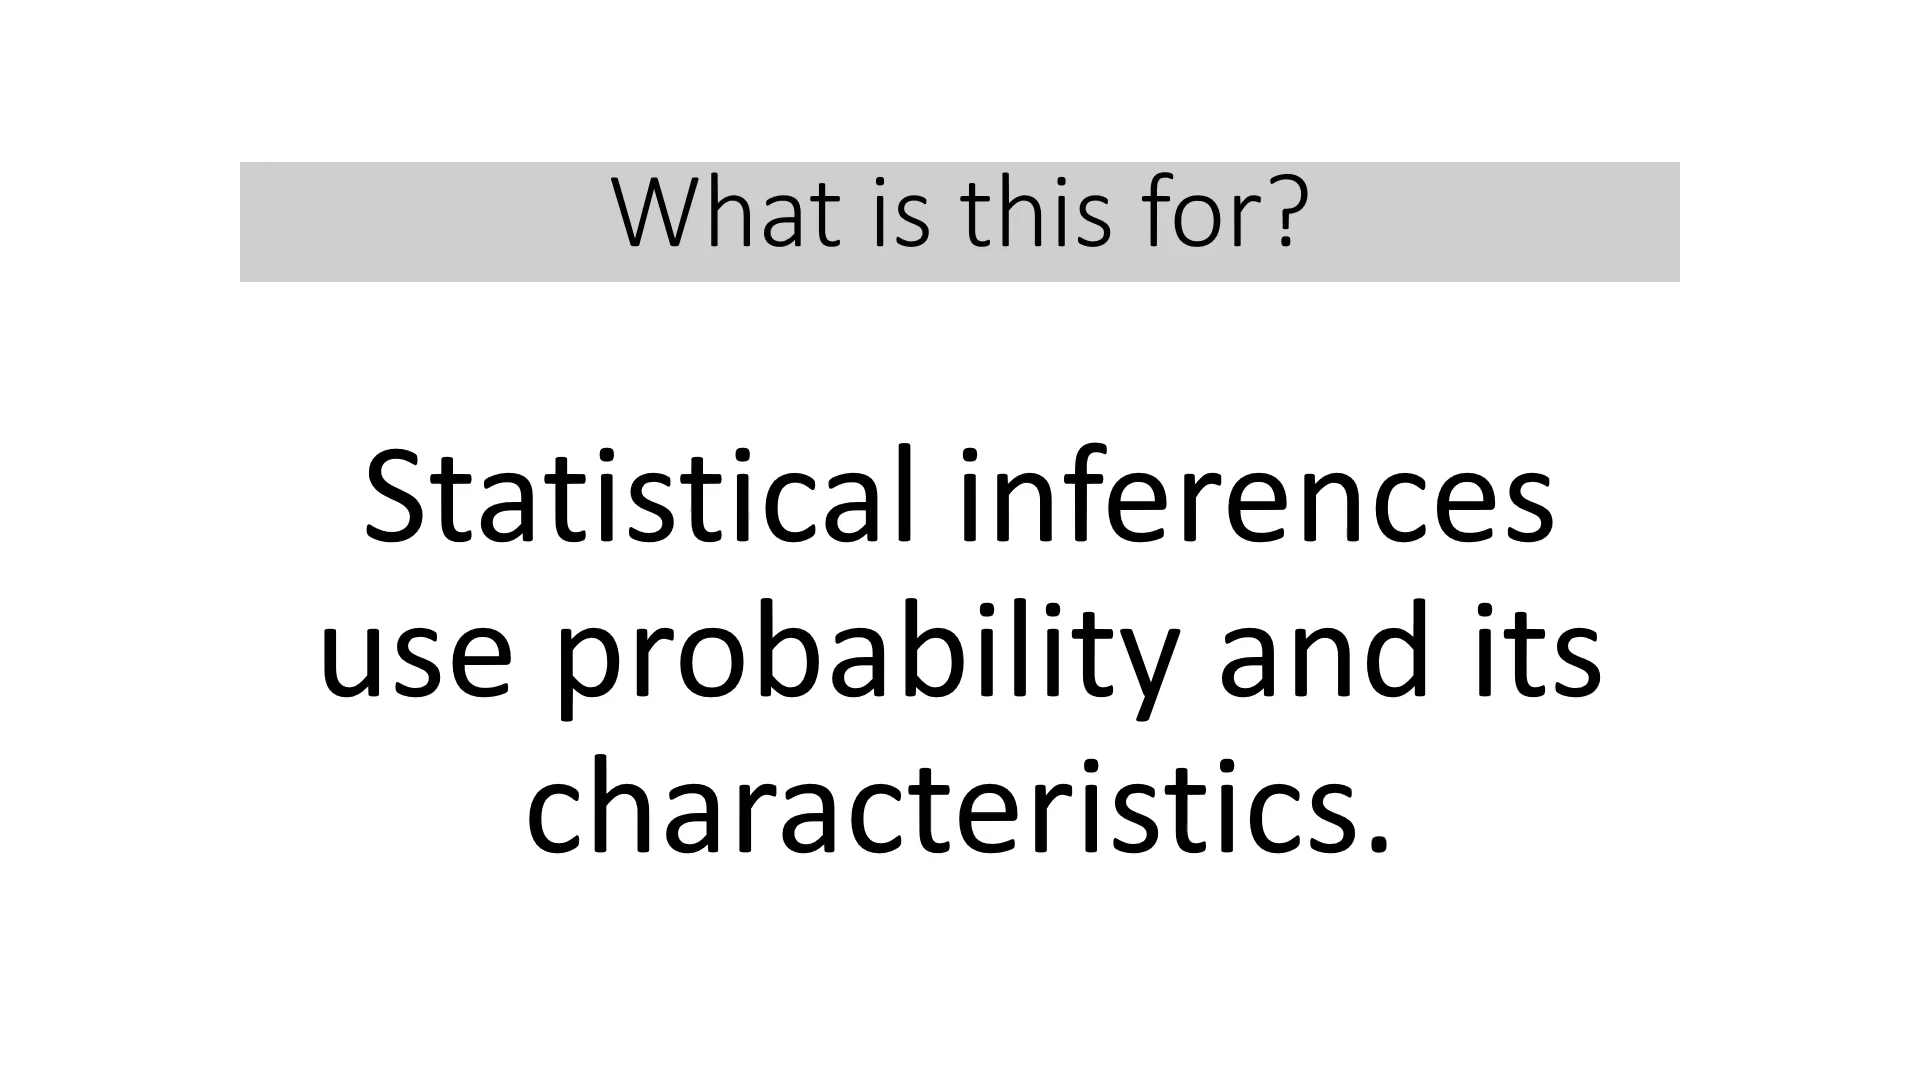 What is this for?
Statistical inferences
use probability and its
characteristics.